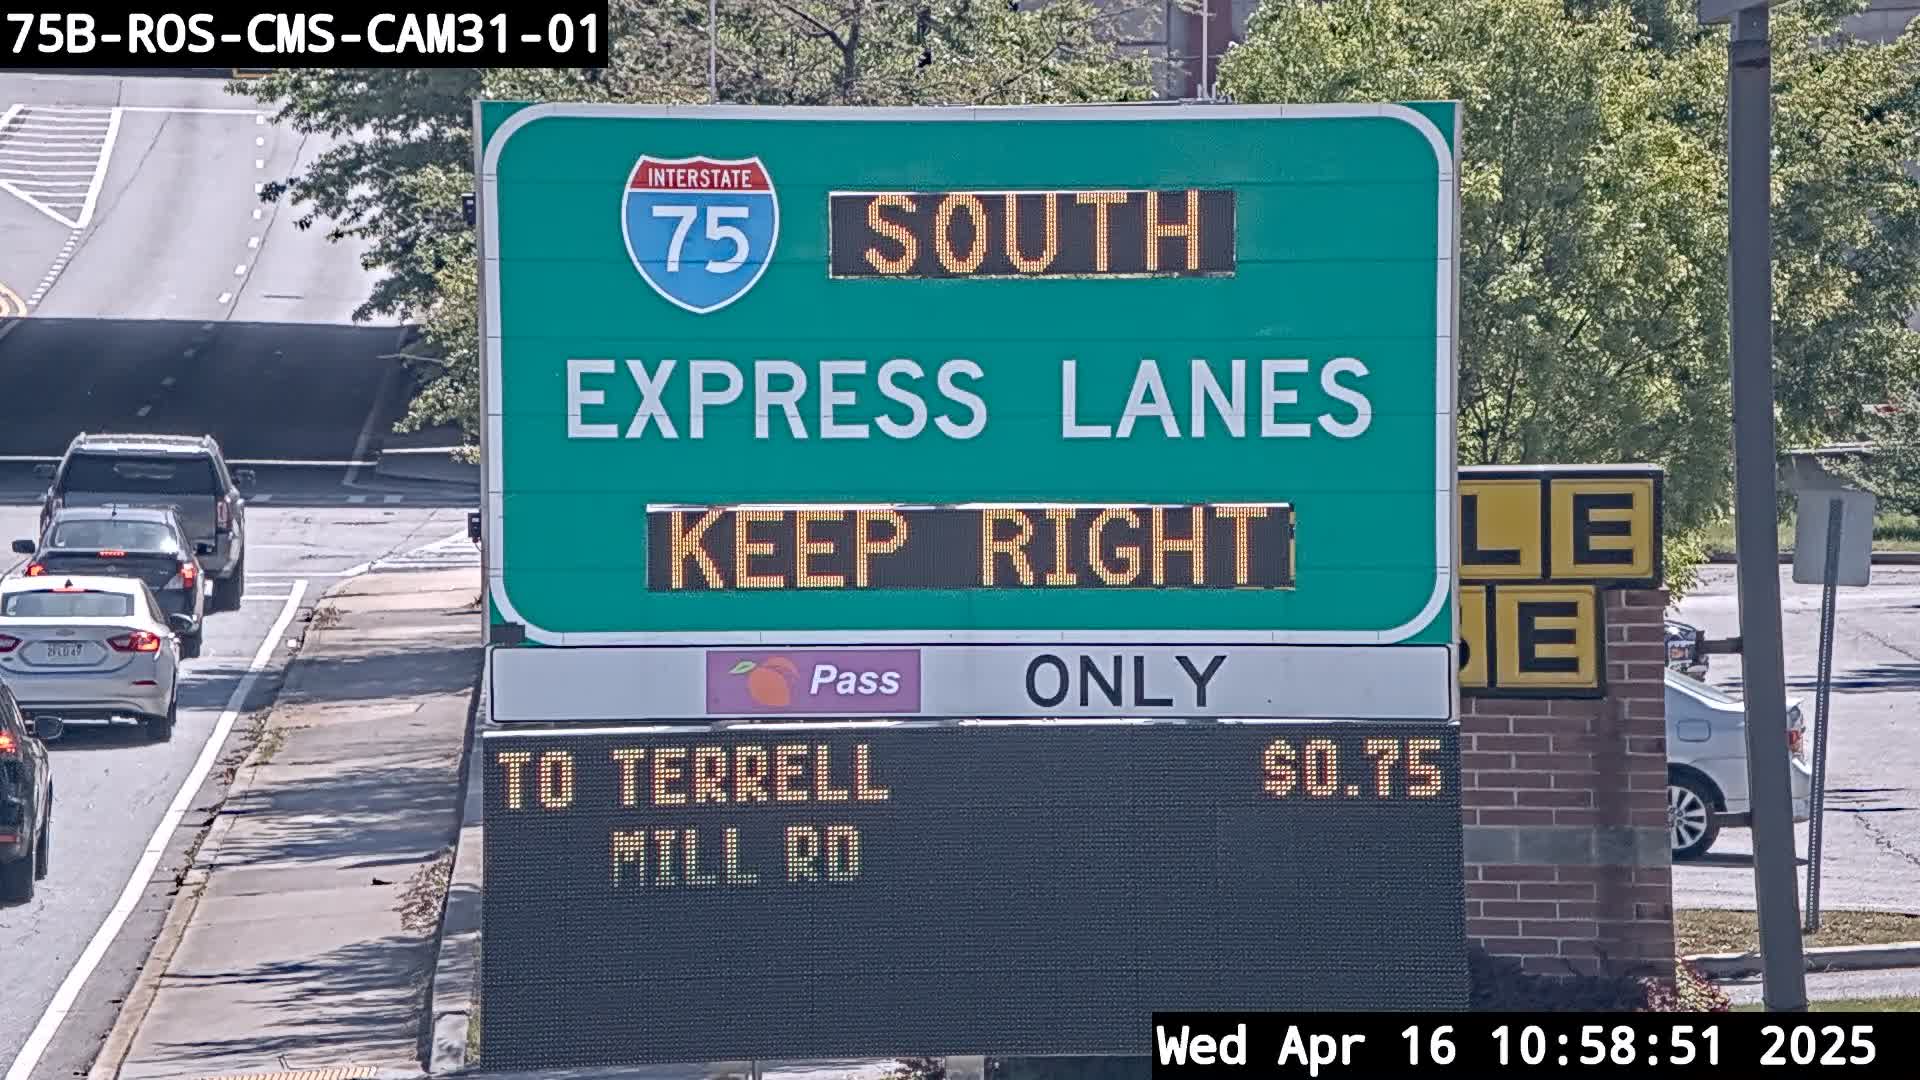 75B-ROS-CMS-CAM31-01
INTERSTATE
75
SOUTH
EXPRESS LANES
KEEP RIGHT
Pass
ONLY
TO TERRELL $0.75
MILL RD
LE
E
Wed Apr 16 10:58:51 2025